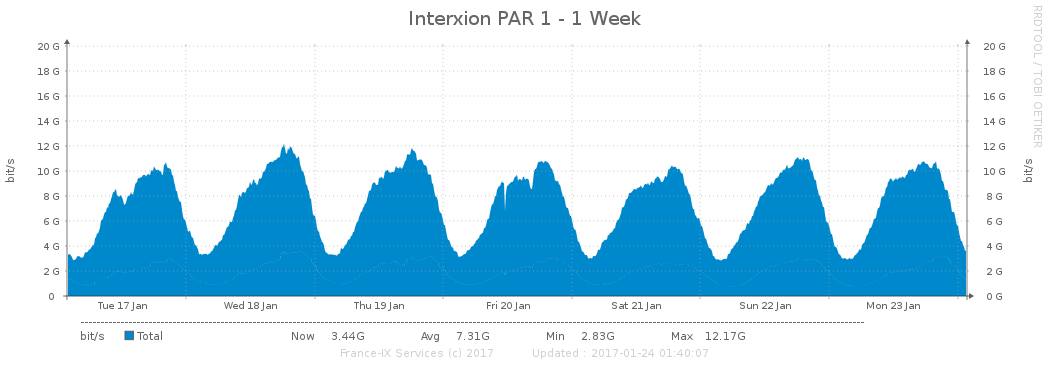 Interxion PAR 1 - 1 Week
RRDTOOL / TOBI OETIKER
bit/s
20 G 20 G
18 G 18 G
16 G 16 G
14 G 14 G
12 G 12 G
10 G 10 G
8 G 8 G
6 G 6 G
4 G 4 G
2 G 2 G
0 0 G
bit/s
Tue 17 Jan Wed 18 Jan Thu 19 Jan Fri 20 Jan Sat 21 Jan Sun 22 Jan Mon 23 Jan
bit/s Total Now 3.44G Avg 7.31G Min 2.83G Max 12.17G
France-IX Services (c) 2017 Updated : 2017-01-24 01:40:07